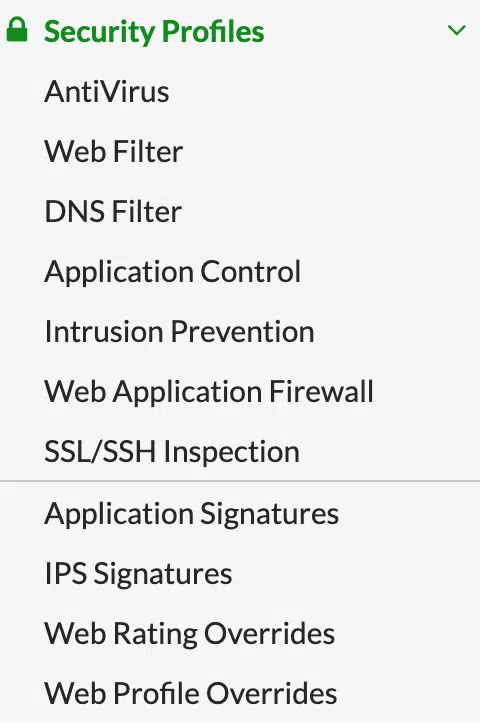 Security Profiles
AntiVirus
Web Filter
DNS Filter
Application Control
Intrusion Prevention
Web Application Firewall
SSL/SSH Inspection
Application Signatures
IPS Signatures
Web Rating Overrides
Web Profile Overrides